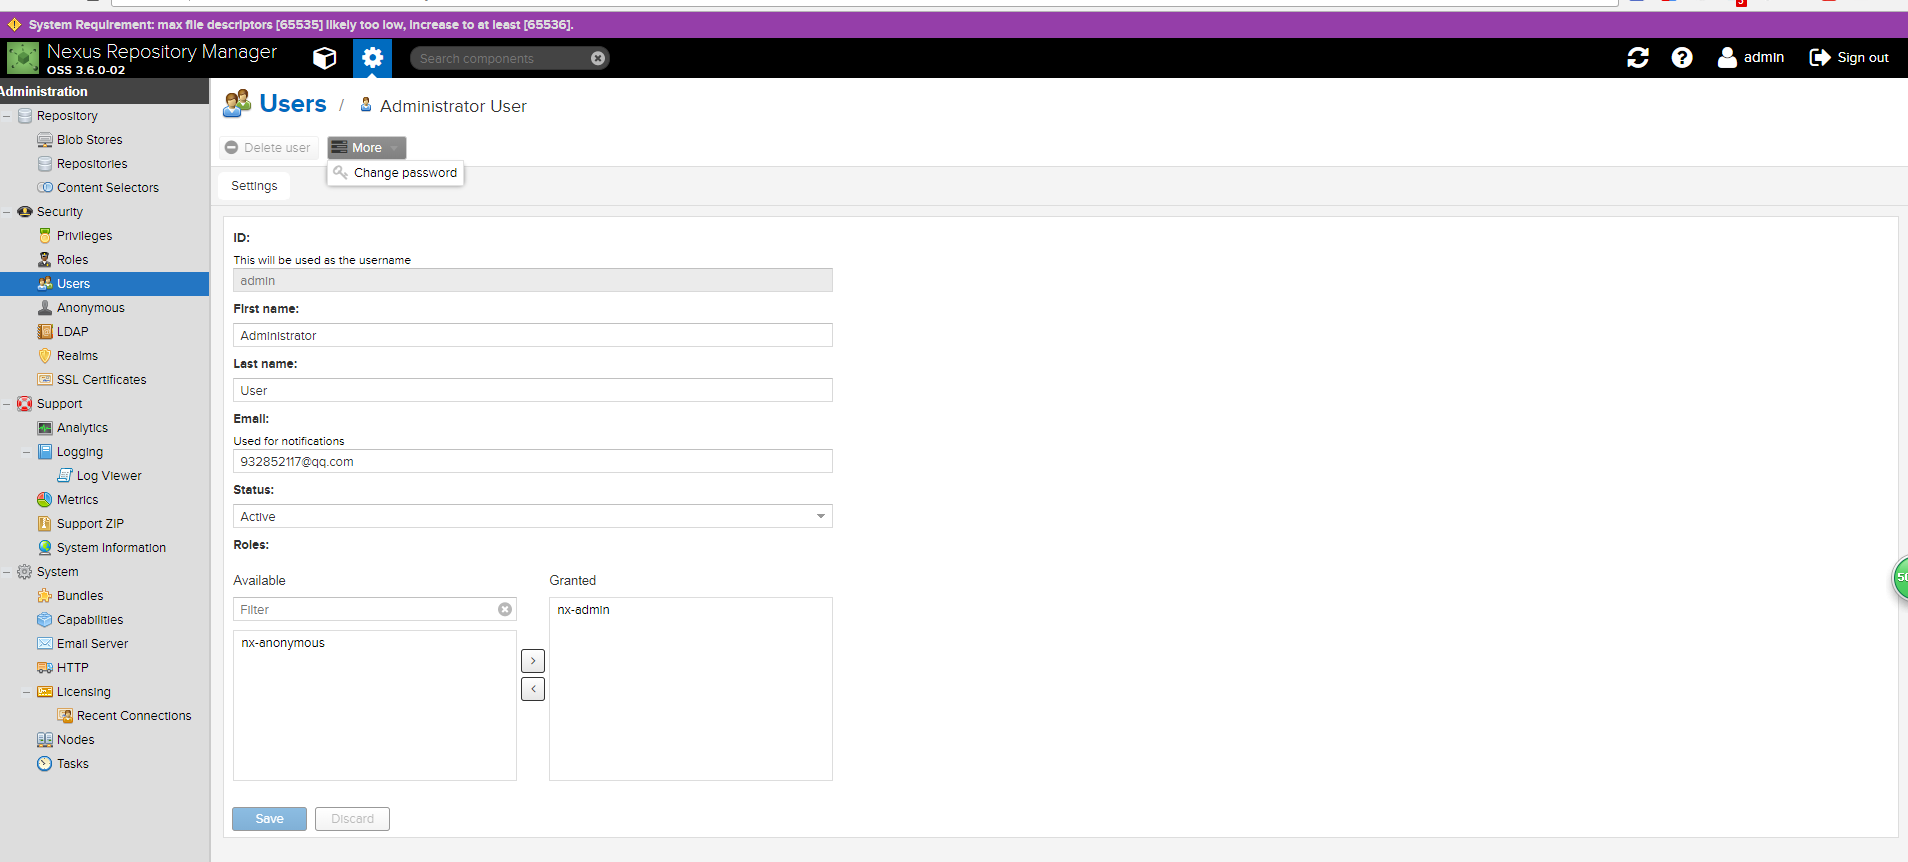 System Requirement: max file descriptors [65535] likely too low, increase to at least [65536].
Nexus Repository Manager
OSS 3.6.0-02
Search components
admin
Sign out
Administration
Repository
Blob Stores
Repositories
Content Selectors
Security
Privileges
Roles
Users
Anonymous
LDAP
Realms
SSL Certificates
Support
Analytics
Logging
Log Viewer
Metrics
Support ZIP
System Information
System
Bundles
Capabilities
Email Server
HTTP
Licensing
Recent Connections
Nodes
Tasks
Users / Administrator User
Delete user
More
Change password
Settings
ID:
This will be used as the username
admin
First name:
Administrator
Last name:
User
Email:
Used for notifications
932852117@qq.com
Status:
Active
Roles:
Available
Granted
Filter
nx-admin
nx-anonymous
Save
Discard